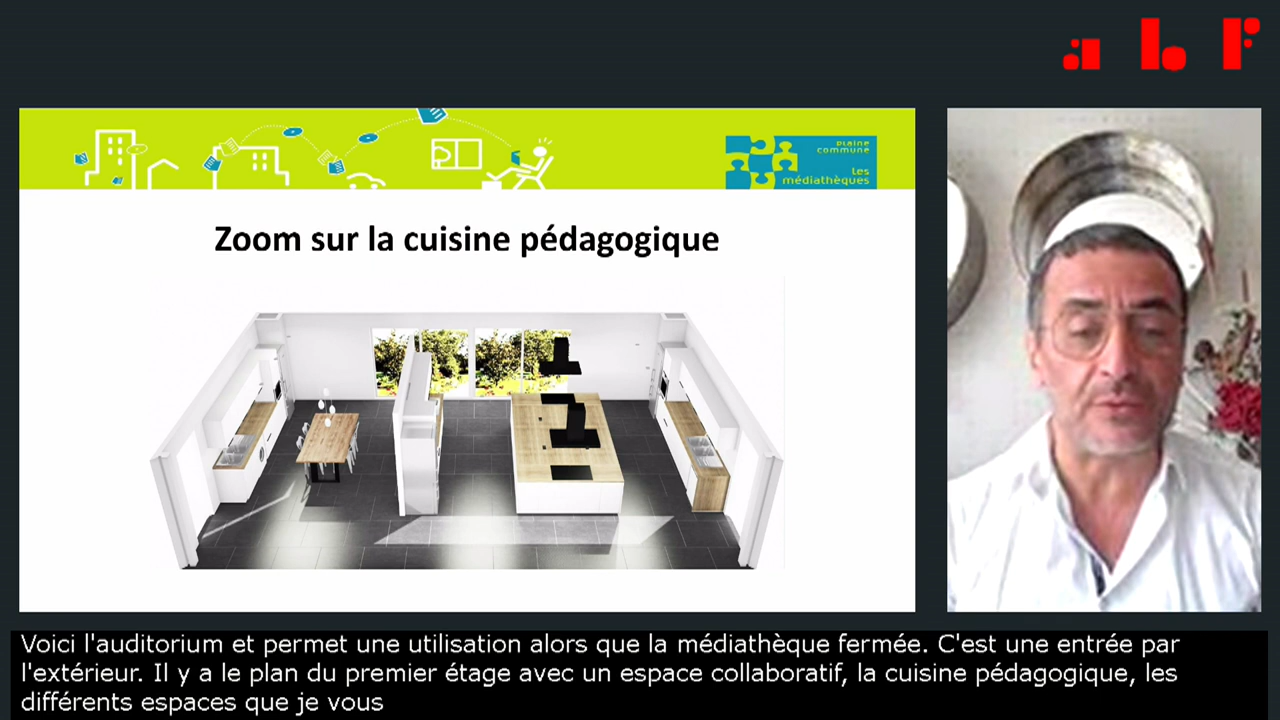 a b f
plaine
commune
Les
médiathèques
Zoom sur la cuisine pédagogique
Voici l'auditorium et permet une utilisation alors que la médiathèque fermée. C'est une entrée par
l'extérieur. Il y a le plan du premier étage avec un espace collaboratif, la cuisine pédagogique, les
différents espaces que je vous